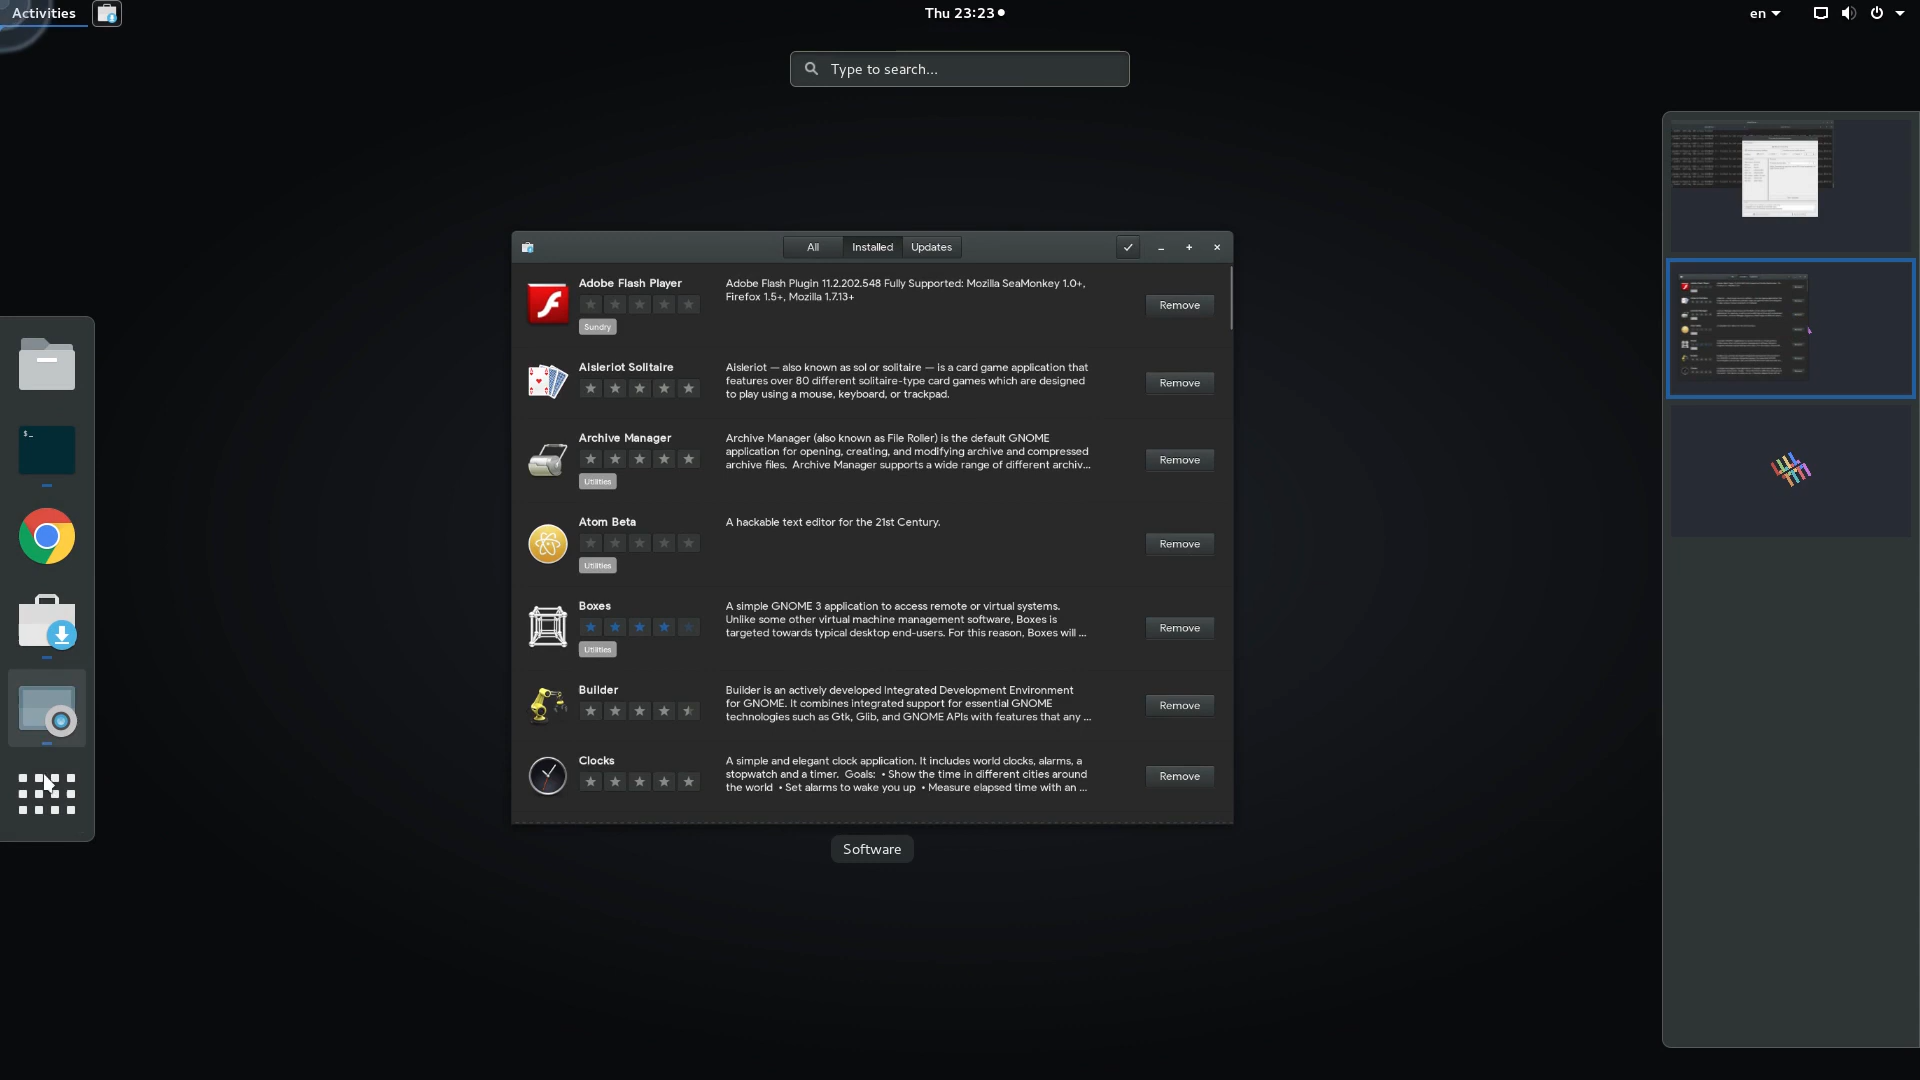 Activities
Thu 23:23
en
Type to search...
All
Installed
Updates
Adobe Flash Player
Sundry
Adobe Flash Plugin 11.2.202.548 Fully Supported: Mozilla SeaMonkey 1.0+,
Firefox 1.5+, Mozilla 1.7.13+
Remove
Aisleriot Solitaire
Aisleriot — also known as sol or solitaire — is a card game application that
features over 80 different solitaire-type card games which are designed
to play using a mouse, keyboard, or trackpad.
Remove
Archive Manager
Utilities
Archive Manager (also known as File Roller) is the default GNOME
application for opening, creating, and modifying archive and compressed
archive files.  Archive Manager supports a wide range of different archiv...
Remove
Atom Beta
Utilities
A hackable text editor for the 21st Century.
Remove
Boxes
Utilities
A simple GNOME 3 application to access remote or virtual systems.
Unlike some other virtual machine management software, Boxes is
targeted towards typical desktop end-users. For this reason, Boxes will ...
Remove
Builder
Builder is an actively developed Integrated Development Environment
for GNOME. It combines integrated support for essential GNOME
technologies such as Gtk, Glib, and GNOME APIs with features that any ...
Remove
Clocks
A simple and elegant clock application. It includes world clocks, alarms, a
stopwatch and a timer.  Goals:  • Show the time in different cities around
the world  • Set alarms to wake you up  • Measure elapsed time with an ...
Remove
Software
$_